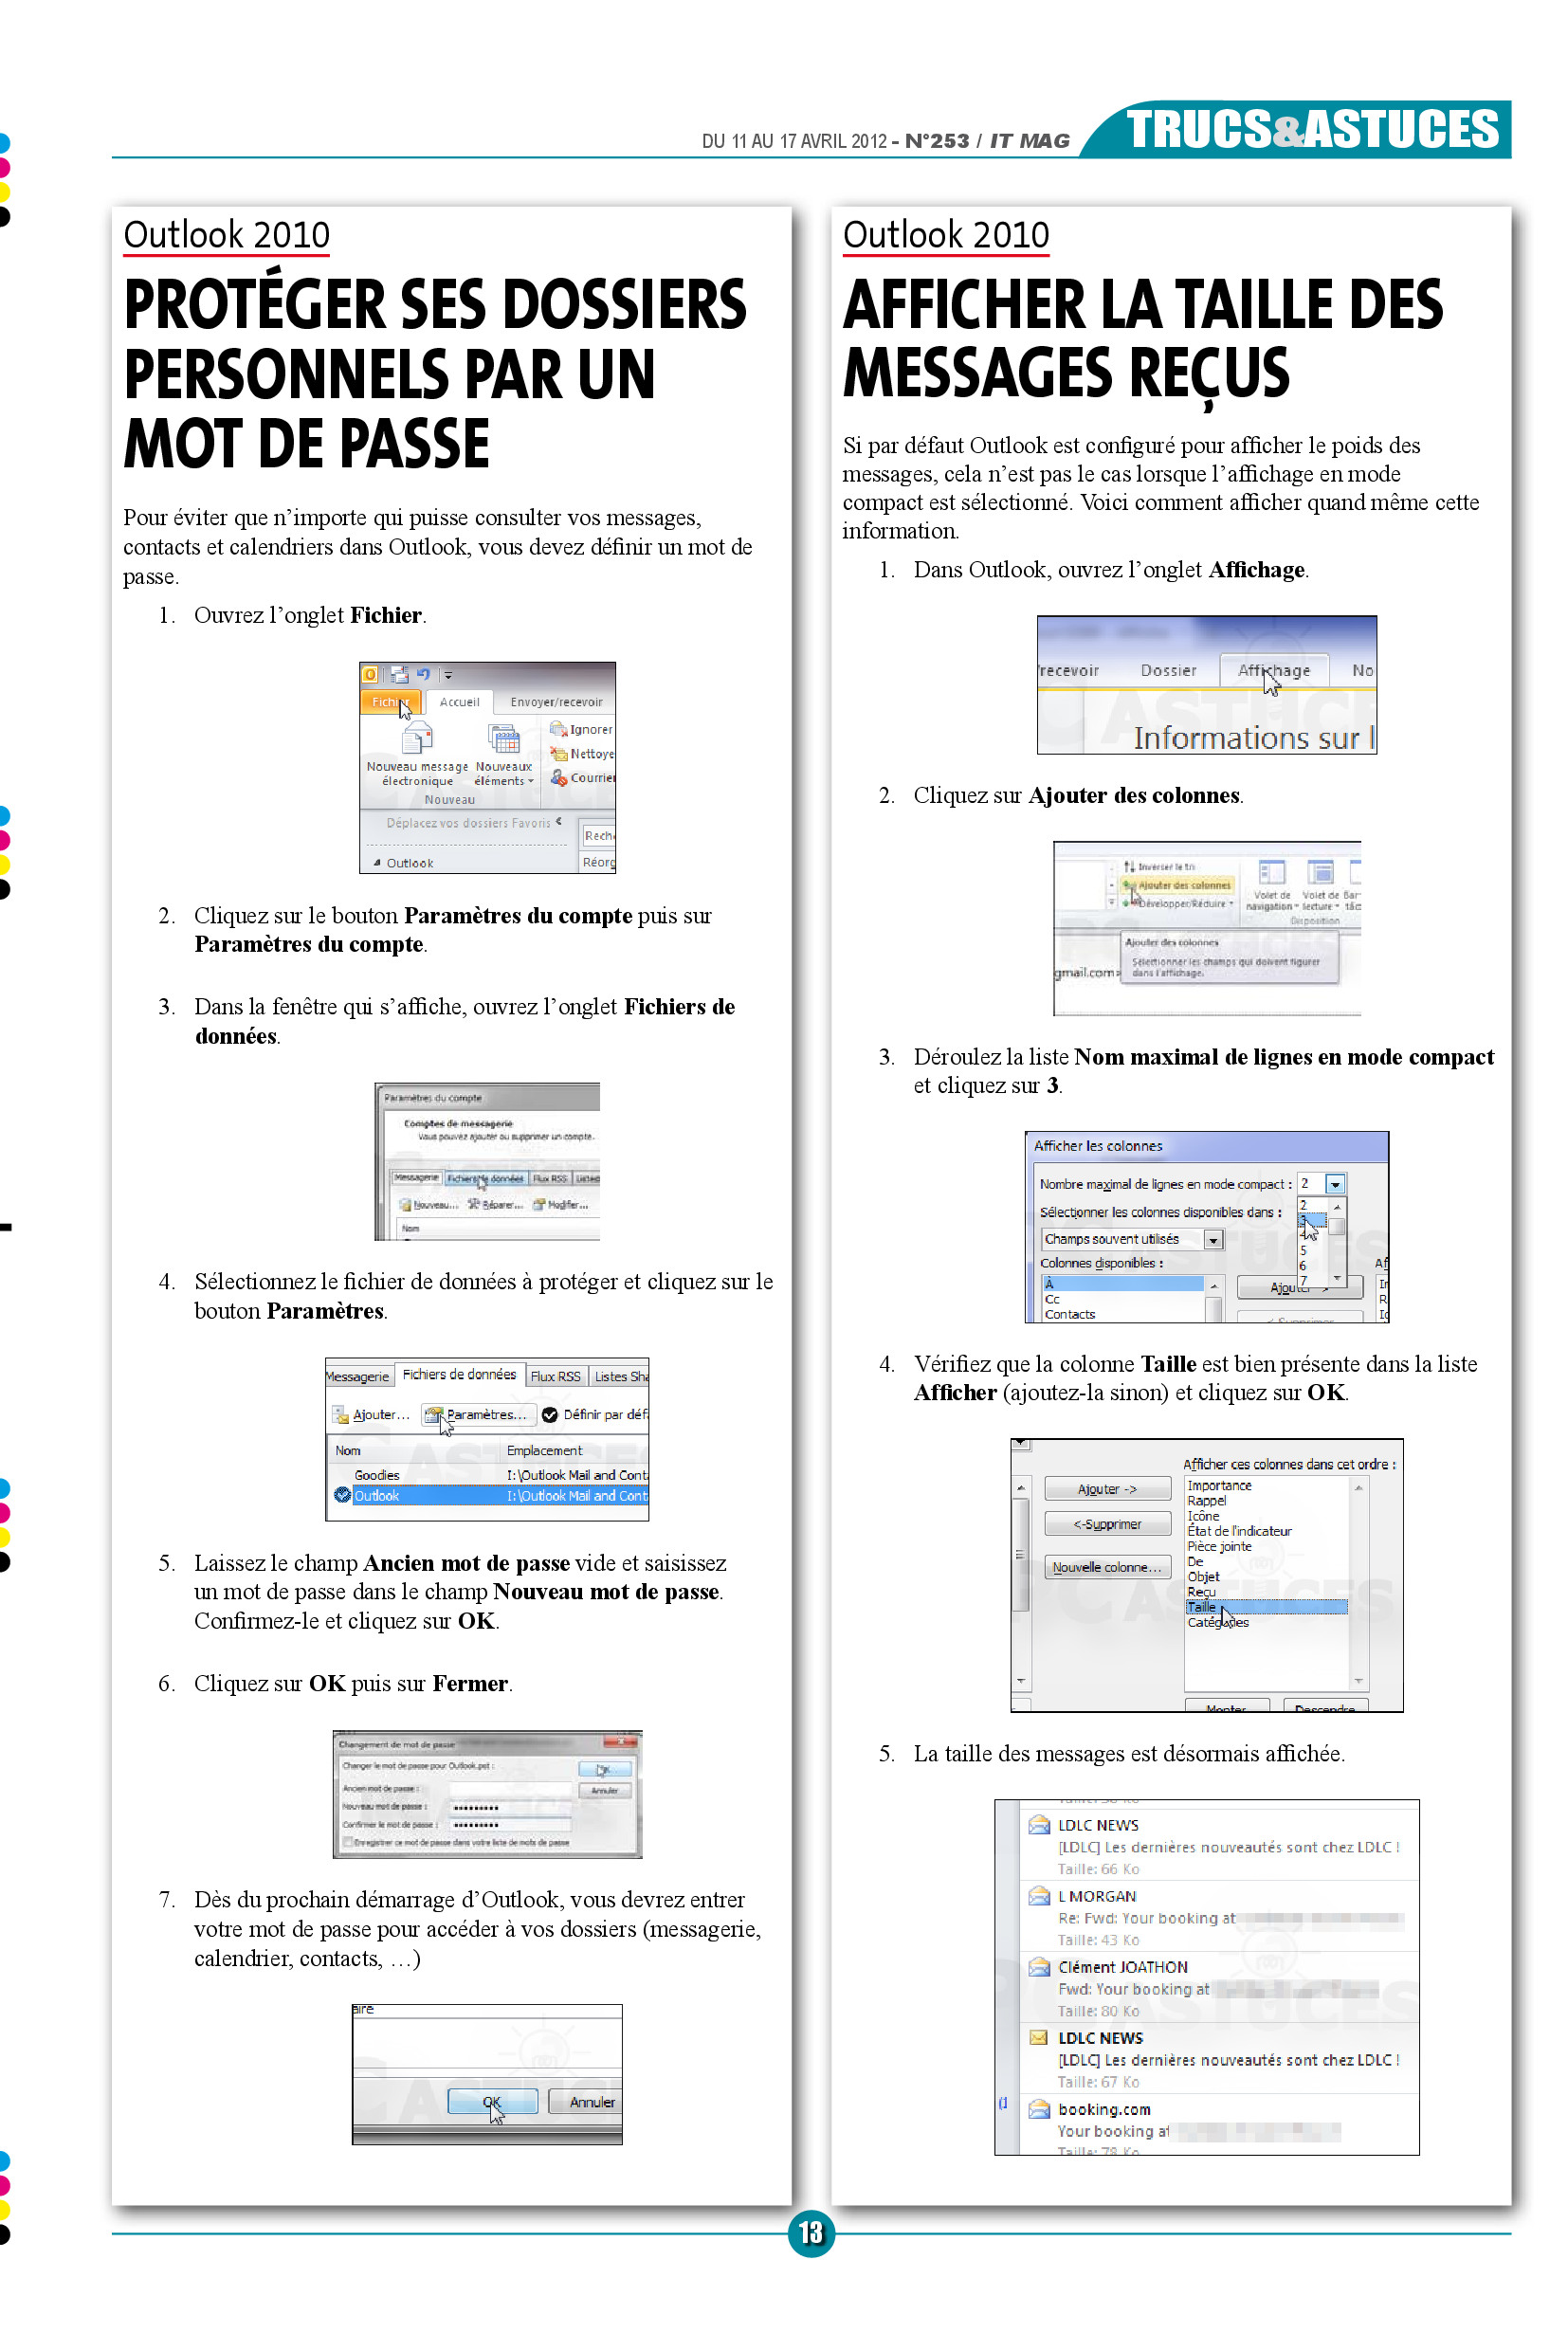 DU 11 AU 17 AVRIL 2012 - N°253 / IT MAG
TRUCS&ASTUCES
Outlook 2010
PROTÉGER SES DOSSIERS
PERSONNELS PAR UN
MOT DE PASSE
Pour éviter que n’importe qui puisse consulter vos messages,
contacts et calendriers dans Outlook, vous devez définir un mot de
passe.
1. Ouvrez l’onglet Fichier.
Fichier Accueil Envoyer/recevoir
Ignorer
Nettoye
Courrier
Nouveau message Nouveaux
électronique éléments
Nouveau
Déplacez vos dossiers Favoris
Rech
Outlook
Réorg
2. Cliquez sur le bouton Paramètres du compte puis sur
Paramètres du compte.
3. Dans la fenêtre qui s’affiche, ouvrez l’onglet Fichiers de
données.
Paramètres du compte
Comptes de messagerie
Vous pouvez ajouter ou supprimer un compte.
Messagerie Fichiers de données Flux RSS Listes
Nouveau... Réparer... Modifier...
Nom
4. Sélectionnez le fichier de données à protéger et cliquez sur le
bouton Paramètres.
Messagerie Fichiers de données Flux RSS Listes Sha
Ajouter... Paramètres... Définir par défa
Nom Emplacement
Goodies I:\Outlook Mail and Conta
Outlook I:\Outlook Mail and Conta
5. Laissez le champ Ancien mot de passe vide et saisissez
un mot de passe dans le champ Nouveau mot de passe.
Confirmez-le et cliquez sur OK.
6. Cliquez sur OK puis sur Fermer.
Changement de mot de passe
Changer le mot de passe pour Outlook.pst :
OK
Ancien mot de passe :
Annuler
Nouveau mot de passe :
Confirmer le mot de passe :
Enregistrer ce mot de passe dans votre liste de mots de passe
7. Dès du prochain démarrage d’Outlook, vous devrez entrer
votre mot de passe pour accéder à vos dossiers (messagerie,
calendrier, contacts, …)
aire
OK Annuler
Outlook 2010
AFFICHER LA TAILLE DES
MESSAGES REÇUS
Si par défaut Outlook est configuré pour afficher le poids des
messages, cela n’est pas le cas lorsque l’affichage en mode
compact est sélectionné. Voici comment afficher quand même cette
information.
1. Dans Outlook, ouvrez l’onglet Affichage.
/recevoir Dossier Affichage No
Informations sur l
2. Cliquez sur Ajouter des colonnes.
Inverser le tri
Ajouter des colonnes
Développer/Réduire
Volet de Volet de Bar
navigation lecture tâc
Disposition
Ajouter des colonnes
Sélectionner les champs qui doivent figurer
dans l'affichage.
gmail.com
3. Déroulez la liste Nom maximal de lignes en mode compact
et cliquez sur 3.
Afficher les colonnes
Nombre maximal de lignes en mode compact : 2
2
3
4
5
6
7
Sélectionner les colonnes disponibles dans :
Champs souvent utilisés
Colonnes disponibles :
Af
À
Cc
Contacts
Ajouter ->
<-Supprimer
4. Vérifiez que la colonne Taille est bien présente dans la liste
Afficher (ajoutez-la sinon) et cliquez sur OK.
Afficher ces colonnes dans cet ordre :
Ajouter ->
<-Supprimer
Nouvelle colonne...
Importance
Rappel
Icône
État de l'indicateur
Pièce jointe
De
Objet
Reçu
Taille
Catégories
Monter Descendre
5. La taille des messages est désormais affichée.
LDLC NEWS
[LDLC] Les dernières nouveautés sont chez LDLC !
Taille: 66 Ko
L MORGAN
Re: Fwd: Your booking at
Taille: 43 Ko
Clément JOATHON
Fwd: Your booking at
Taille: 80 Ko
LDLC NEWS
[LDLC] Les dernières nouveautés sont chez LDLC !
Taille: 67 Ko
booking.com
Your booking at
Taille: 78 Ko
13